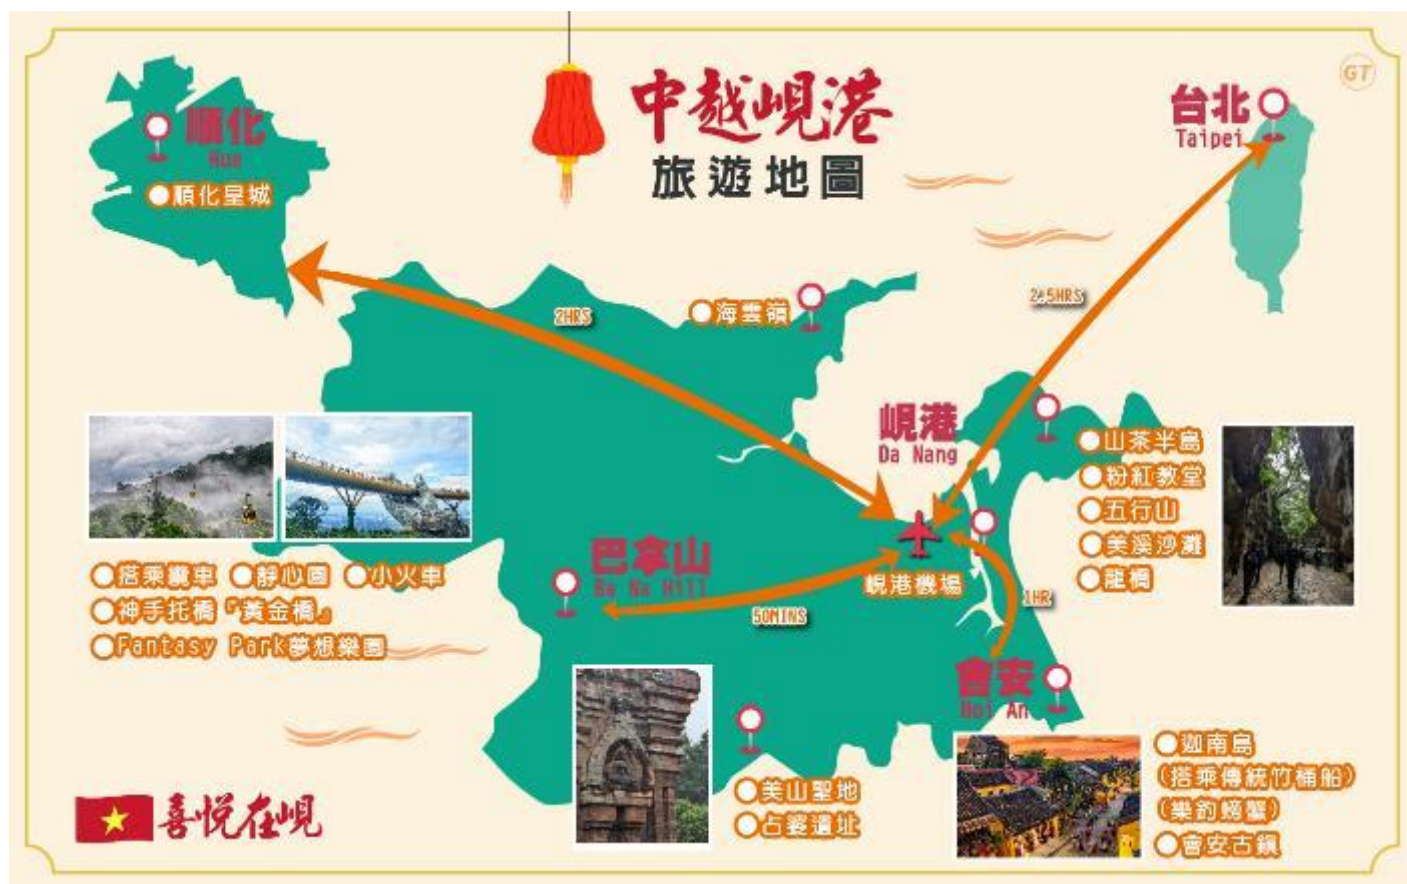 中越峴港
旅遊地圖
GT
台北
Taipei
順化
Hue
順化皇城
2HRS
2.5HRS
海雲嶺
峴港
Da Nang
山茶半島
粉紅教堂
五行山
美溪沙灘
龍橋
巴拿山
Ba Na Hill
峴港機場
50MINS
1HR
搭乘纜車 靜心園 小火車
神手托橋『黃金橋』
Fantasy Park夢想樂園
會安
Hoi An
迦南島
(搭乘傳統竹桶船)
(樂釣螃蟹)
會安古鎮
美山聖地
占婆遺址
喜悅在峴